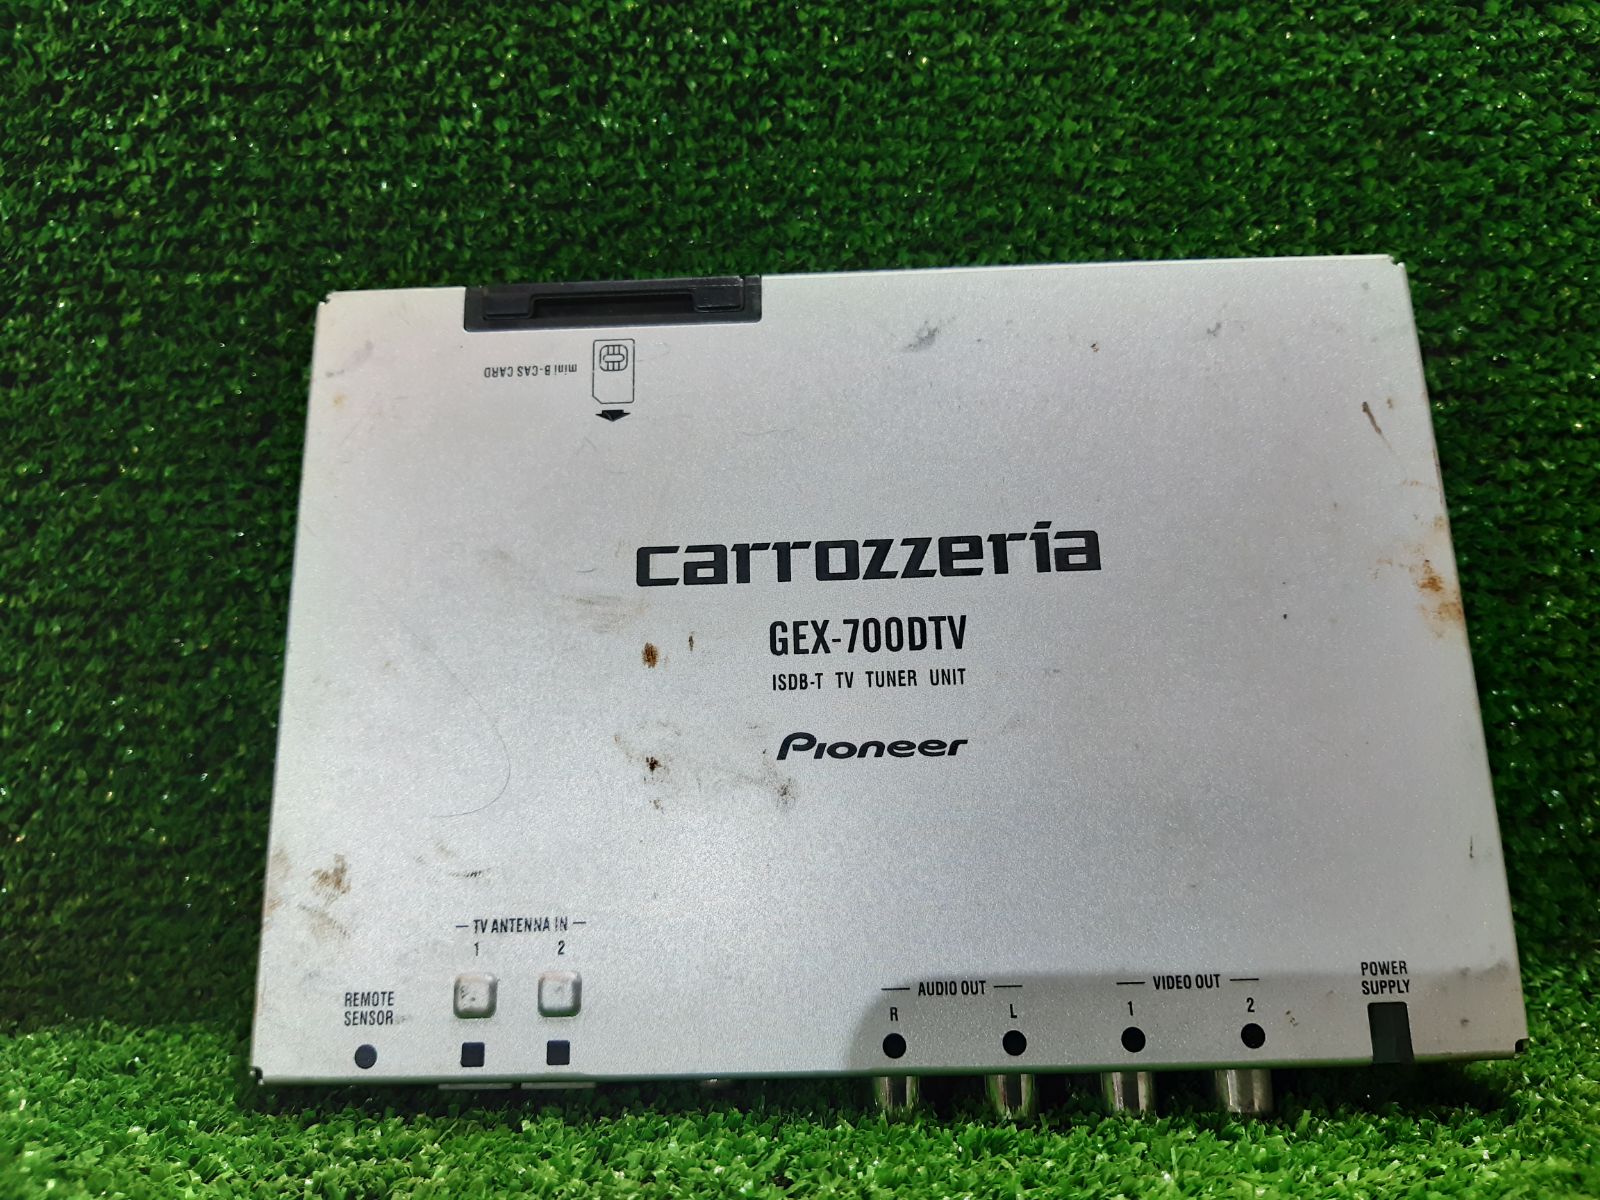 mini B-CAS CARD
carrozzeria
GEX-700DTV
ISDB-T TV TUNER UNIT
Pioneer
TV ANTENNA IN
1 2
REMOTE
SENSOR
AUDIO OUT
R L
VIDEO OUT
1 2
POWER
SUPPLY